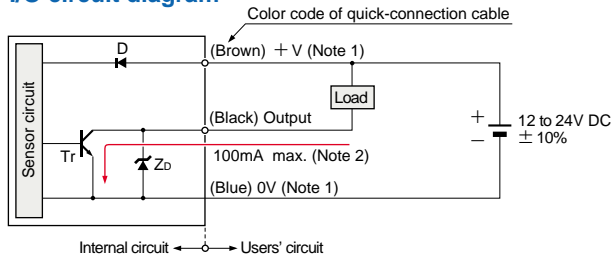 I/O circuit diagram
Color code of quick-connection cable
D
(Brown) + V (Note 1)
Load
(Black) Output
Sensor circuit
Tr
ZD
100mA max. (Note 2)
+
−
12 to 24V DC
± 10%
(Blue) 0V (Note 1)
Internal circuit
Users' circuit